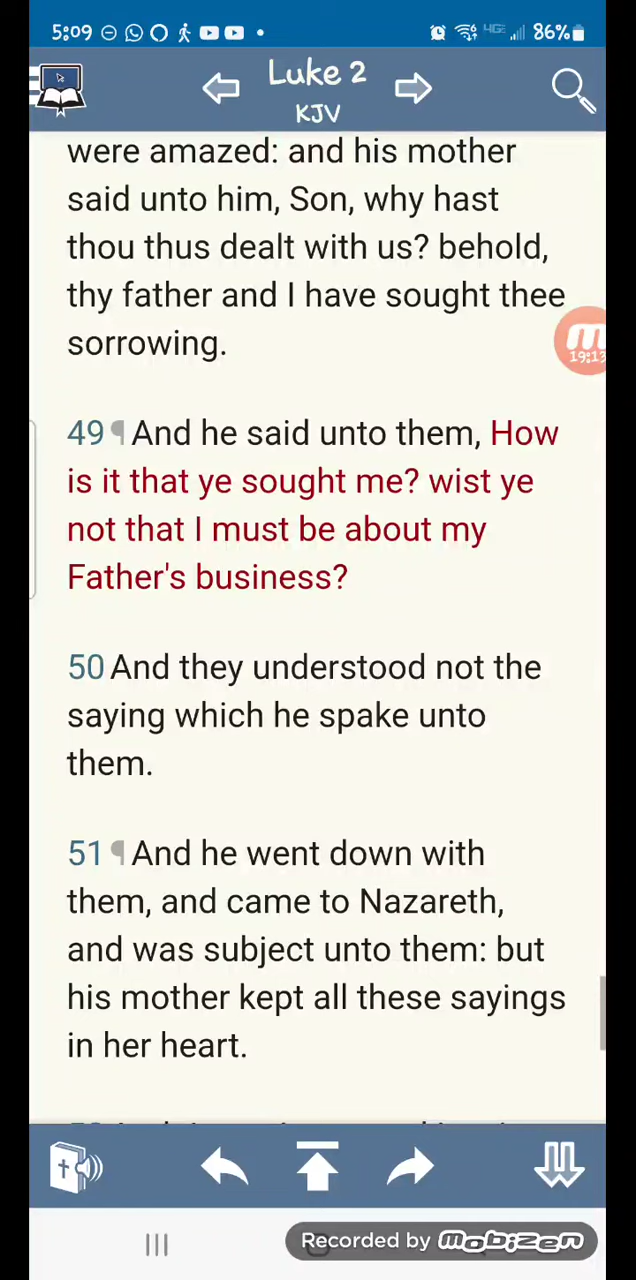 5:09 4GE 86%
Luke 2
KJV
were amazed: and his mother
said unto him, Son, why hast
thou thus dealt with us? behold,
thy father and I have sought thee
sorrowing.
19:13
49 ¶ And he said unto them, How
is it that ye sought me? wist ye
not that I must be about my
Father's business?
50 And they understood not the
saying which he spake unto
them.
51 ¶ And he went down with
them, and came to Nazareth,
and was subject unto them: but
his mother kept all these sayings
in her heart.
Recorded by mobizen